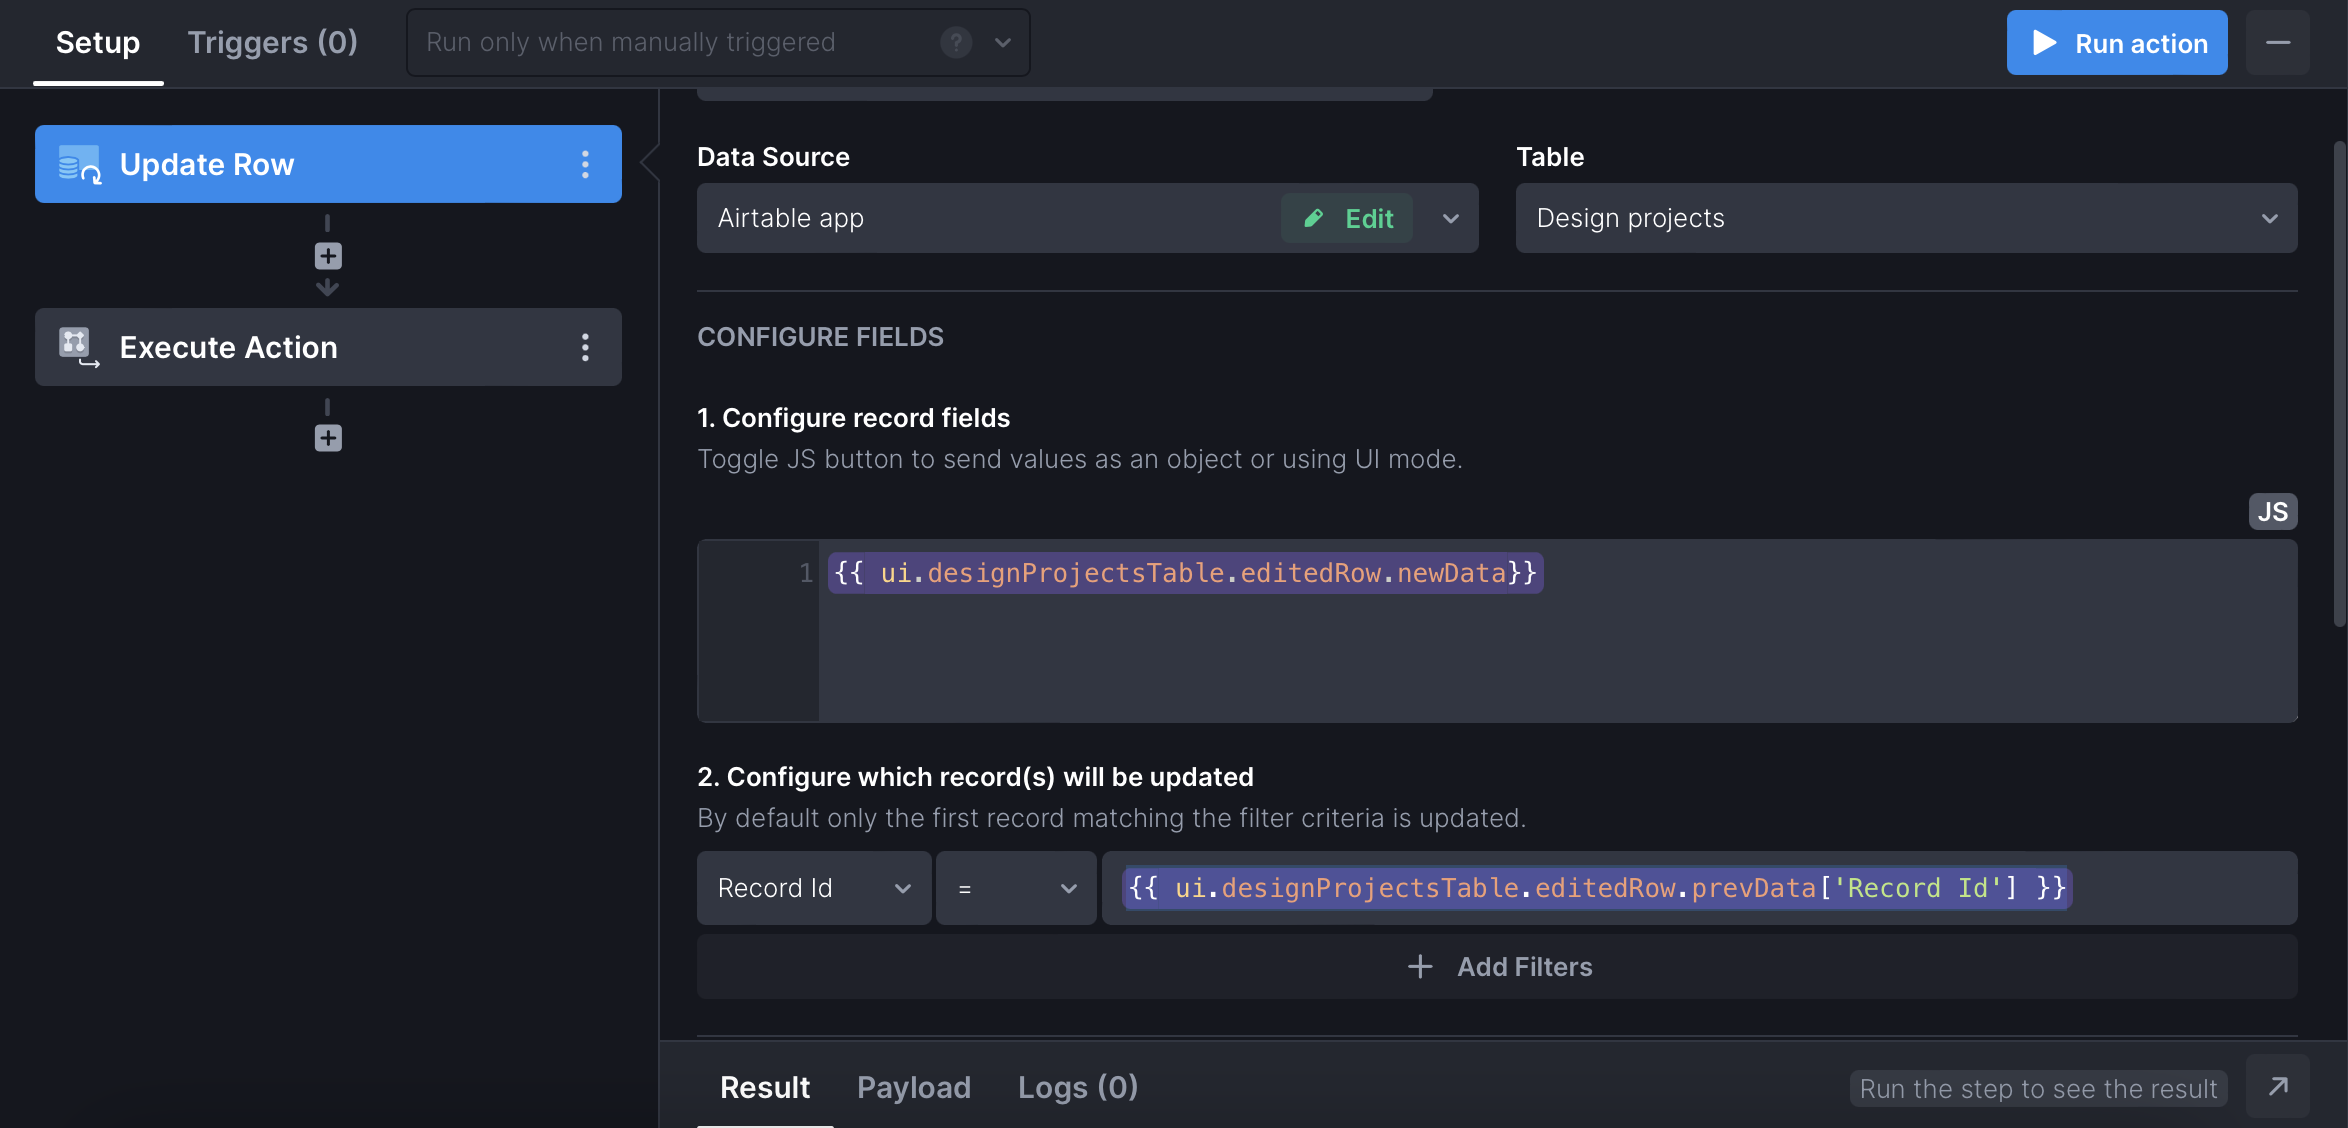 Setup
Triggers (0)
Run only when manually triggered
?
Run action
Update Row
Execute Action
Data Source
Table
Airtable app
Edit
Design projects
CONFIGURE FIELDS
1. Configure record fields
Toggle JS button to send values as an object or using UI mode.
JS
1
{{ ui.designProjectsTable.editedRow.newData}}
2. Configure which record(s) will be updated
By default only the first record matching the filter criteria is updated.
Record Id
=
{{ ui.designProjectsTable.editedRow.prevData['Record Id'] }}
Add Filters
Result
Payload
Logs (0)
Run the step to see the result